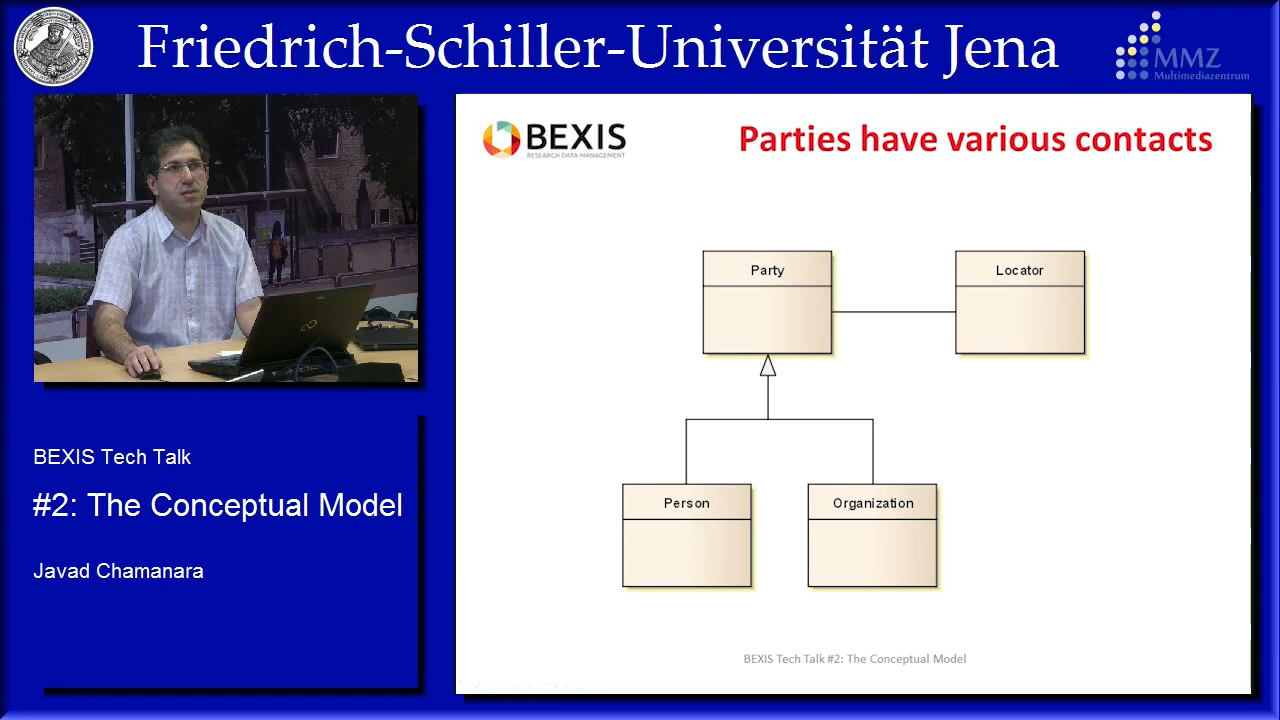 Friedrich-Schiller-Universität Jena
MMZ
Multimediazentrum
BEXIS
RESEARCH DATA MANAGEMENT
Parties have various contacts
Party
Locator
Person
Organization
BEXIS Tech Talk #2: The Conceptual Model
BEXIS Tech Talk
#2: The Conceptual Model
Javad Chamanara